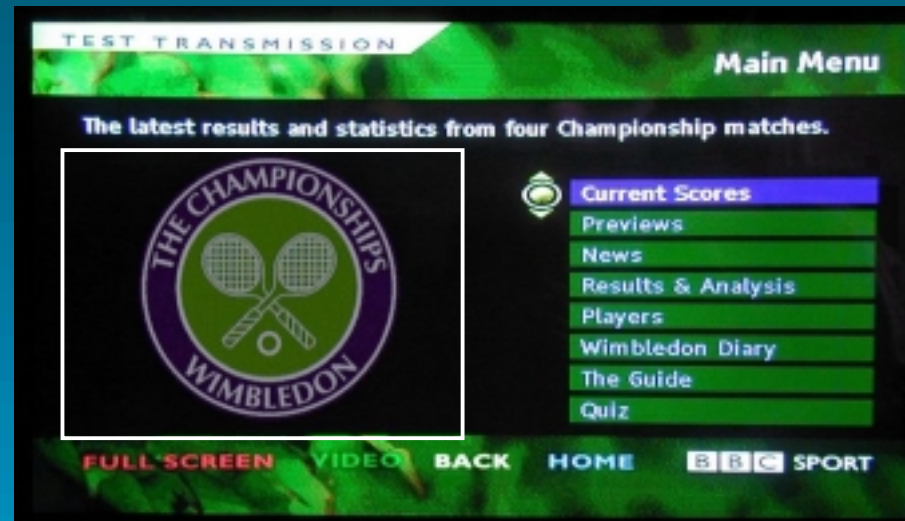 TEST TRANSMISSION
Main Menu
The latest results and statistics from four Championship matches.
THE CHAMPIONSHIPS
WIMBLEDON
Current Scores
Previews
News
Results & Analysis
Players
Wimbledon Diary
The Guide
Quiz
FULL SCREEN VIDEO BACK HOME BBC SPORT